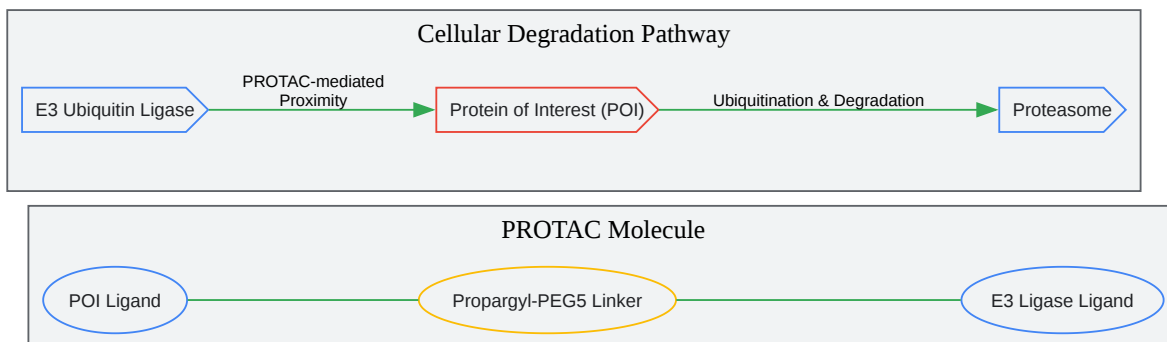 Cellular Degradation Pathway
PROTAC-mediated
Proximity
E3 Ubiquitin Ligase
Protein of Interest (POI)
Ubiquitination & Degradation
Proteasome
PROTAC Molecule
POI Ligand
Propargyl-PEG5 Linker
E3 Ligase Ligand